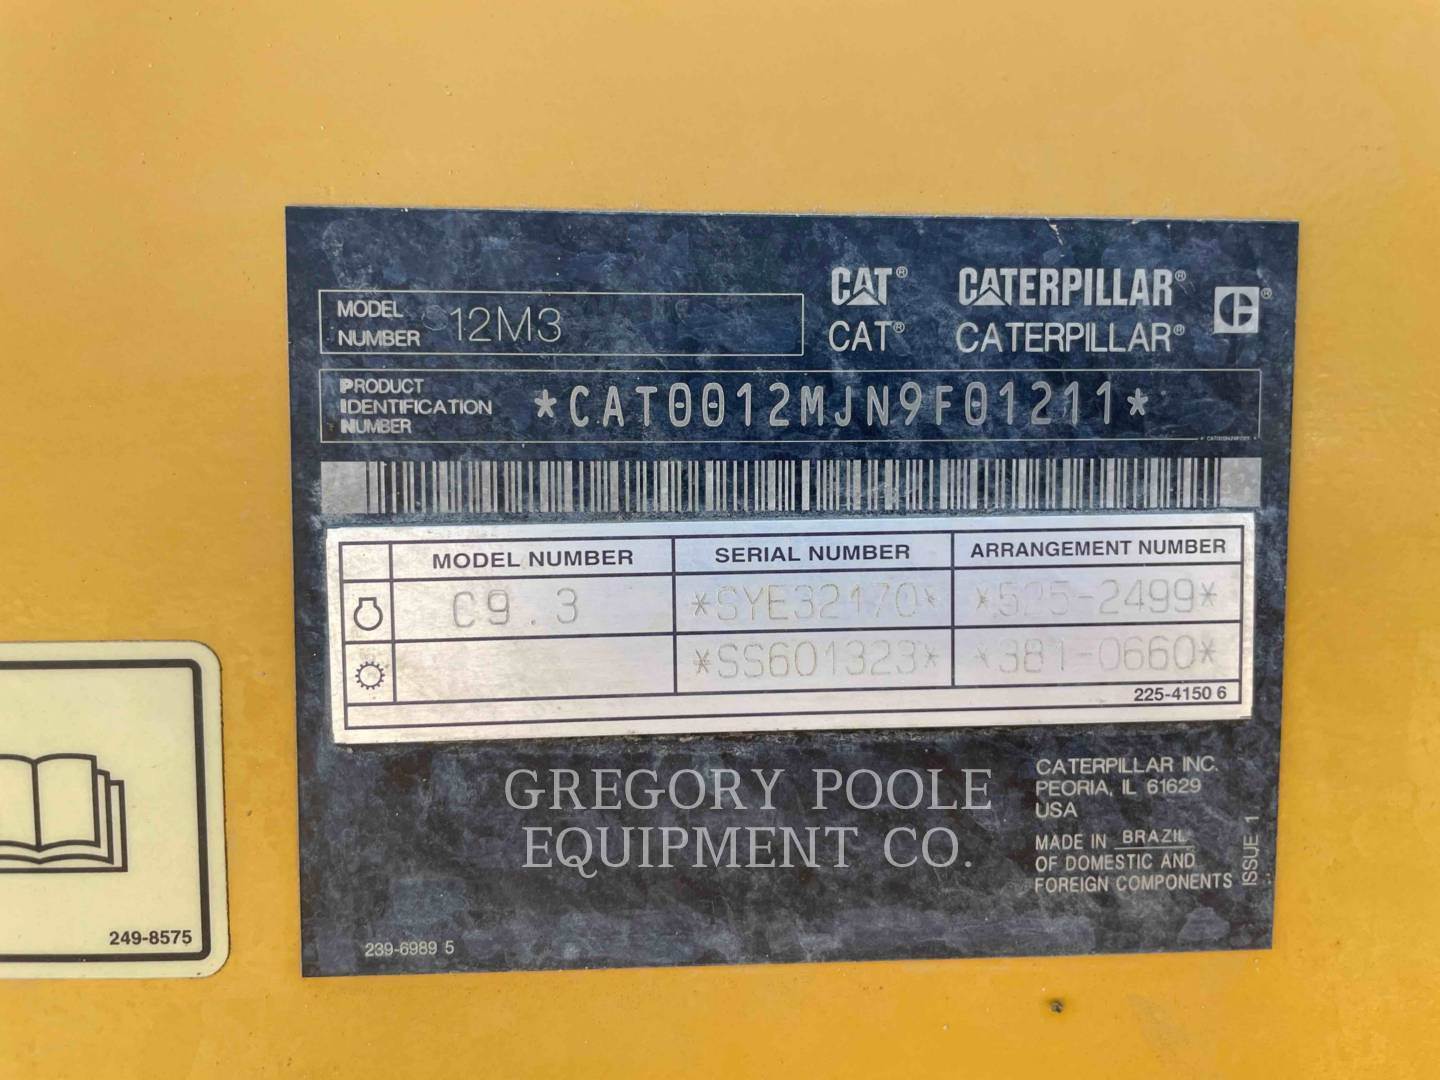 MODEL NUMBER 12M3
CAT® CATERPILLAR® ®
CAT® CATERPILLAR®
PRODUCT IDENTIFICATION NUMBER *CAT0012MJN9F01211*
MODEL NUMBER SERIAL NUMBER ARRANGEMENT NUMBER
C9.3 *SYE32170* *525-2499*
*SS601323* *381-0660*
225-4150 6
GREGORY POOLE
EQUIPMENT CO.
CATERPILLAR INC.
PEORIA, IL 61629
USA
MADE IN BRAZIL
OF DOMESTIC AND
FOREIGN COMPONENTS
ISSUE 1
239-6989 5
249-8575